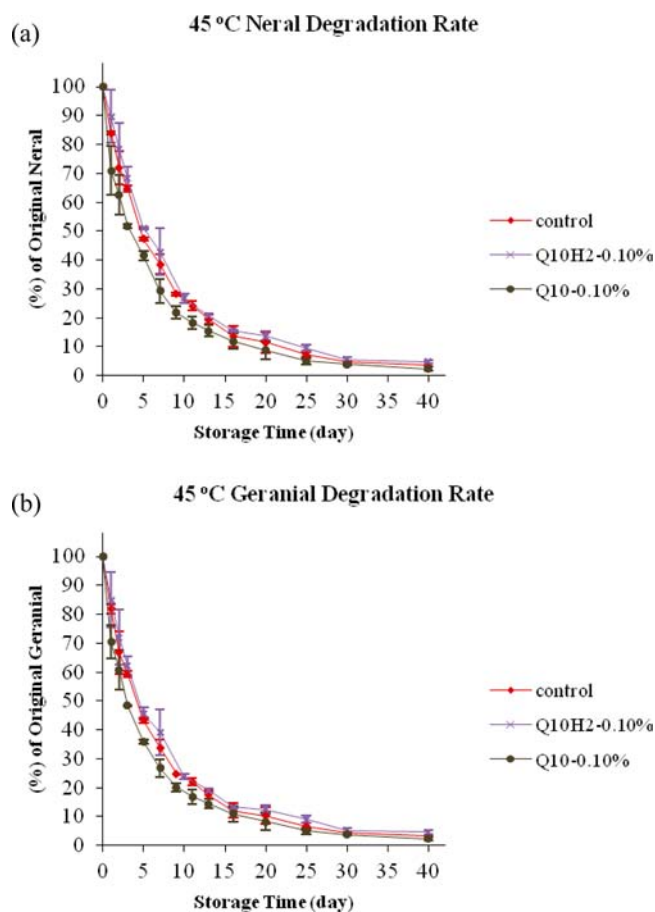 (a)
45 °C Neral Degradation Rate
(%) of Original Neral
100
90
80
70
60
50
40
30
20
10
0
0 5 10 15 20 25 30 35 40
Storage Time (day)
control
Q10H2-0.10%
Q10-0.10%
(b)
45 °C Geranial Degradation Rate
(%) of Original Geranial
100
90
80
70
60
50
40
30
20
10
0
0 5 10 15 20 25 30 35 40
Storage Time (day)
control
Q10H2-0.10%
Q10-0.10%